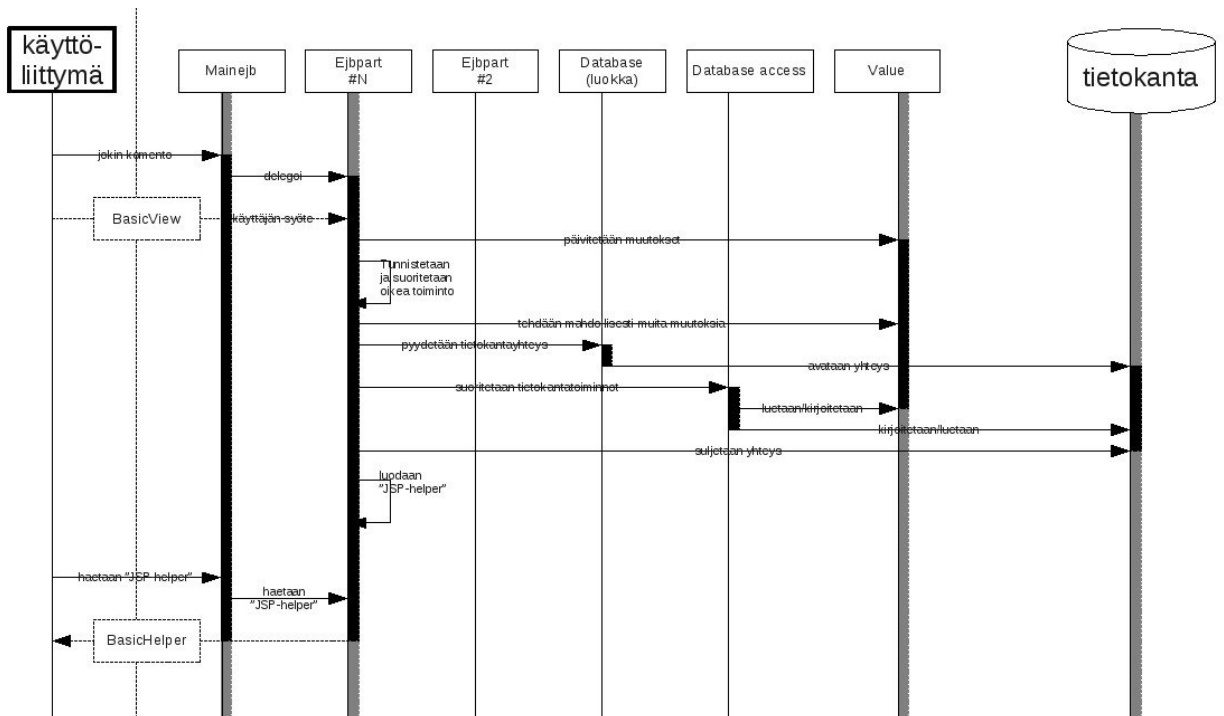 käyttö-
liittymä
Mainejb
Ejbpart
#N
Ejbpart
#2
Database
(luokka)
Database access
Value
tietokanta
jokin komento
delegoi
BasicView
käyttäjän syöte
päivitetään muutokset
Tunnistetaan
ja suoritetaan
oikea toiminto
tehdään mahdollisesti muita muutoksia
pyydetään tietokantayhteys
avataan yhteys
suoritetaan tietokantatoiminnot
luetaan/kirjoitetaan
kirjoitetaan/luetaan
suljetaan yhteys
luodaan
"JSP-helper"
haetaan "JSP-helper"
haetaan
"JSP-helper"
BasicHelper